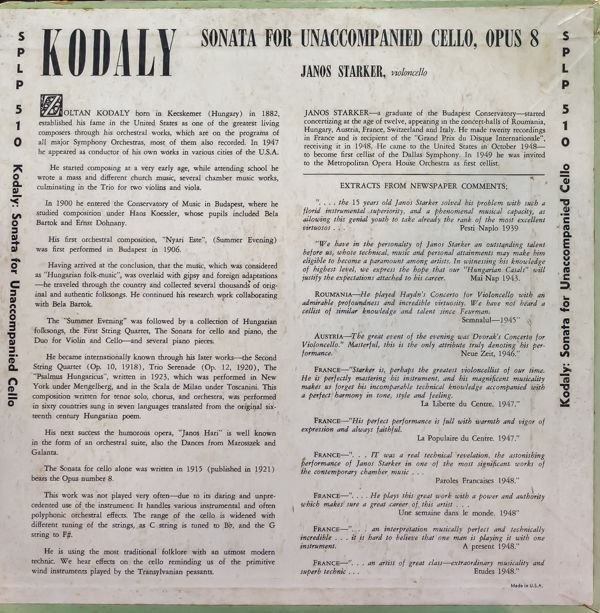 KODALY
SONATA FOR UNACCOMPANIED CELLO, OPUS 8
JANOS STARKER, violoncello
SPLP 510 Kodaly: Sonata for Unaccompanied Cello
ZOLTAN KODALY born in Kecskemet (Hungary) in 1882,
established his fame in the United States as one of the greatest living
composers through his orchestral works, which are on the programs of
all major Symphony Orchestras, most of them also recorded. In 1947
he appeared as conductor of his own works in various cities of the U.S.A.
He started composing at a very early age, while attending school he
wrote a mass and different church music, several chamber music works,
culminating in the Trio for two violins and viola.
In 1900 he entered the Conservatory of Music in Budapest, where he
studied composition under Hans Koessler, whose pupils included Bela
Bartok and Ernst Dohnany.
His first orchestral composition, "Nyari Este", (Summer Evening)
was first performed in Budapest in 1906.
Having arrived at the conclusion, that the music, which was considered
as "Hungarian folk-music", was overlaid with gipsy and foreign adaptations
—he traveled through the country and collected several thousands of orig-
inal and authentic folksongs. He continued his research work collaborating
with Bela Bartok.
The "Summer Evening" was followed by a collection of Hungarian
folksongs, the First String Quartet, The Sonata for cello and piano, the
Duo for Violin and Cello—and several piano pieces.
He became internationally known through his later works—the Second
String Quartet (Op. 10, 1918), Trio Serenade (Op. 12, 1920), The
"Psalmus Hungaricus', written in 1923, which was performed in New
York under Mengelberg, and in the Scala de Milan under Toscanini. This
composition written for tenor solo, chorus, and orchestra, was performed
in sixty countries sung in seven languages translated from the original six-
teenth century Hungarian poem.
His next success the humorous opera, "Janos Hari" is well known
in the form of an orchestral suite, also the Dances from Maroszek and
Galanta.
The Sonata for cello alone was written in 1915 (published in 1921)
bears the Opus number 8.
This work was not played very often—due to its daring and unpre-
cedented use of the instrument. It handles various instrumental and often
polyphonic orchestral effects. The range of the cello is widened with
different tuning of the strings, as C string is tuned to B♭, and the G
string to F♯.
He is using the most traditional folklore with an utmost modern
technic. We hear effects on the cello reminding us of the primitive
wind instruments played by the Transylvanian peasants.
JANOS STARKER—a graduate of the Budapest Conservatory—started
concertizing at the age of twelve, appearing in the concert-halls of Roumania,
Hungary, Austria, France, Switzerland and Italy. He made twenty recordings
in France and is recipient of the "Grand Prix du Disque Internationale",
receiving it in 1948. He came to the United States in October 1948—
to become first cellist of the Dallas Symphony. In 1949 he was invited
to the Metropolitan Opera House Orchestra as first cellist.
EXTRACTS FROM NEWSPAPER COMMENTS:
". . . . the 15 years old Janos Starker solved his problem with such a
florid instrumental superiority, and a phenomenal musical capacity, as
allowing this genial youth to take already the rank of the most excellent
virtuosos . . . Pesti Naplo 1939
"We have in the personality of Janos Starker an outstanding talent
before us, whose technic, music and personal attainments may make him
eligible to become a paramount among artists. In witnessing his knowledge
of highest level, we express the hope that our "Hungarian Casals" will
justify the expectations attached to his career. Mai Nap 1943.
ROUMANIA—He played Haydn's Concerto for Violoncello with an
admirable profoundness and incredible virtuosity. We have not heard a
cellist of similar knowledge and talent since Feurman.
Semnalul—1945"
AUSTRIA—The great event of the evening was Dvorak's Concerto for
Violoncello." Masterful, this is the only attribute truly denoting his per-
formance. Neue Zeit, 1946."
FRANCE—"Starker is, perhaps the greatest violoncellist of our time.
He is perfectly mastering his instrument, and his magnificent musicality
makes us forget his incomparable technical knowledge accompanied with
a perfect harmony in tone, style and feeling.
La Liberte du Centre. 1947."
FRANCE—"His perfect performance is full with warmth and vigor of
expression and always faithful.
La Populaire du Centre. 1947."
FRANCE—". . . IT was a real technical revelation, the astonishing
performance of Janos Starker in one of the most significant works of
the contemporary chamber music . . .
Paroles Francaises 1948."
FRANCE—". . . . He plays this great work with a power and authority
which makes sure a great career of this artist . . . .
Une semaine dans le monde. 1948"
FRANCE—". . . . an interpretation musically perfect and technically
incredible . . . it is hard to believe that one man is playing it with one
instrument. A present 1948."
FRANCE—". . . an artist of great class—extraordinary musicality and
superb technic . . . Etudes 1948."
Made in U.S.A.
SPLP 510 Kodaly: Sonata for Unaccompanied Cello